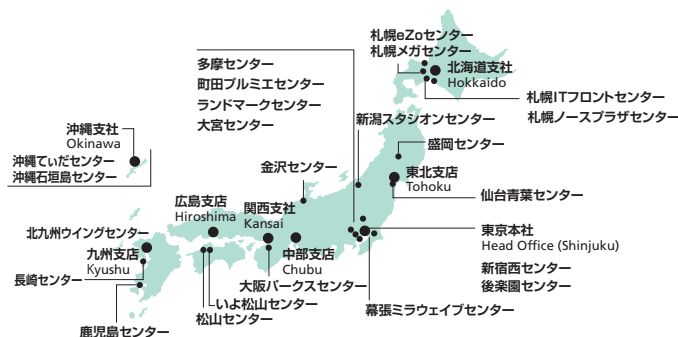 札幌eZoセンター
札幌メガセンター
北海道支社
Hokkaido
札幌ITフロントセンター
札幌ノースプラザセンター
多摩センター
町田プルミエセンター
ランドマークセンター
大宮センター
新潟スタシオンセンター
盛岡センター
沖縄支社
Okinawa
沖縄てぃだセンター
沖縄石垣島センター
金沢センター
東北支店
Tohoku
仙台青葉センター
広島支店
Hiroshima
関西支社
Kansai
北九州ウイングセンター
九州支店
Kyushu
中部支店
Chubu
東京本社
Head Office (Shinjuku)
新宿西センター
後楽園センター
長崎センター
大阪パークスセンター
いよ松山センター
松山センター
幕張ミラウェイブセンター
鹿児島センター